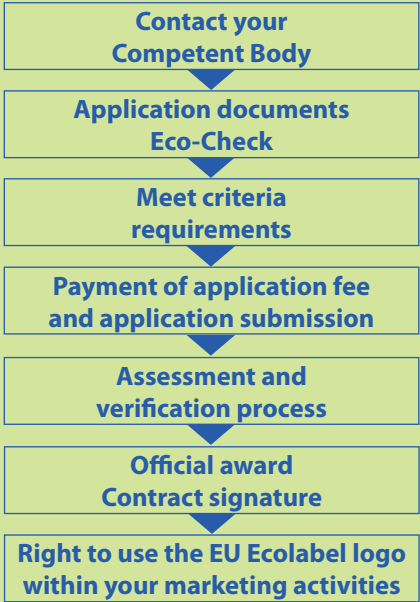 Contact your
Competent Body
Application documents
Eco-Check
Meet criteria
requirements
Payment of application fee
and application submission
Assessment and
verification process
Official award
Contract signature
Right to use the EU Ecolabel logo
within your marketing activities